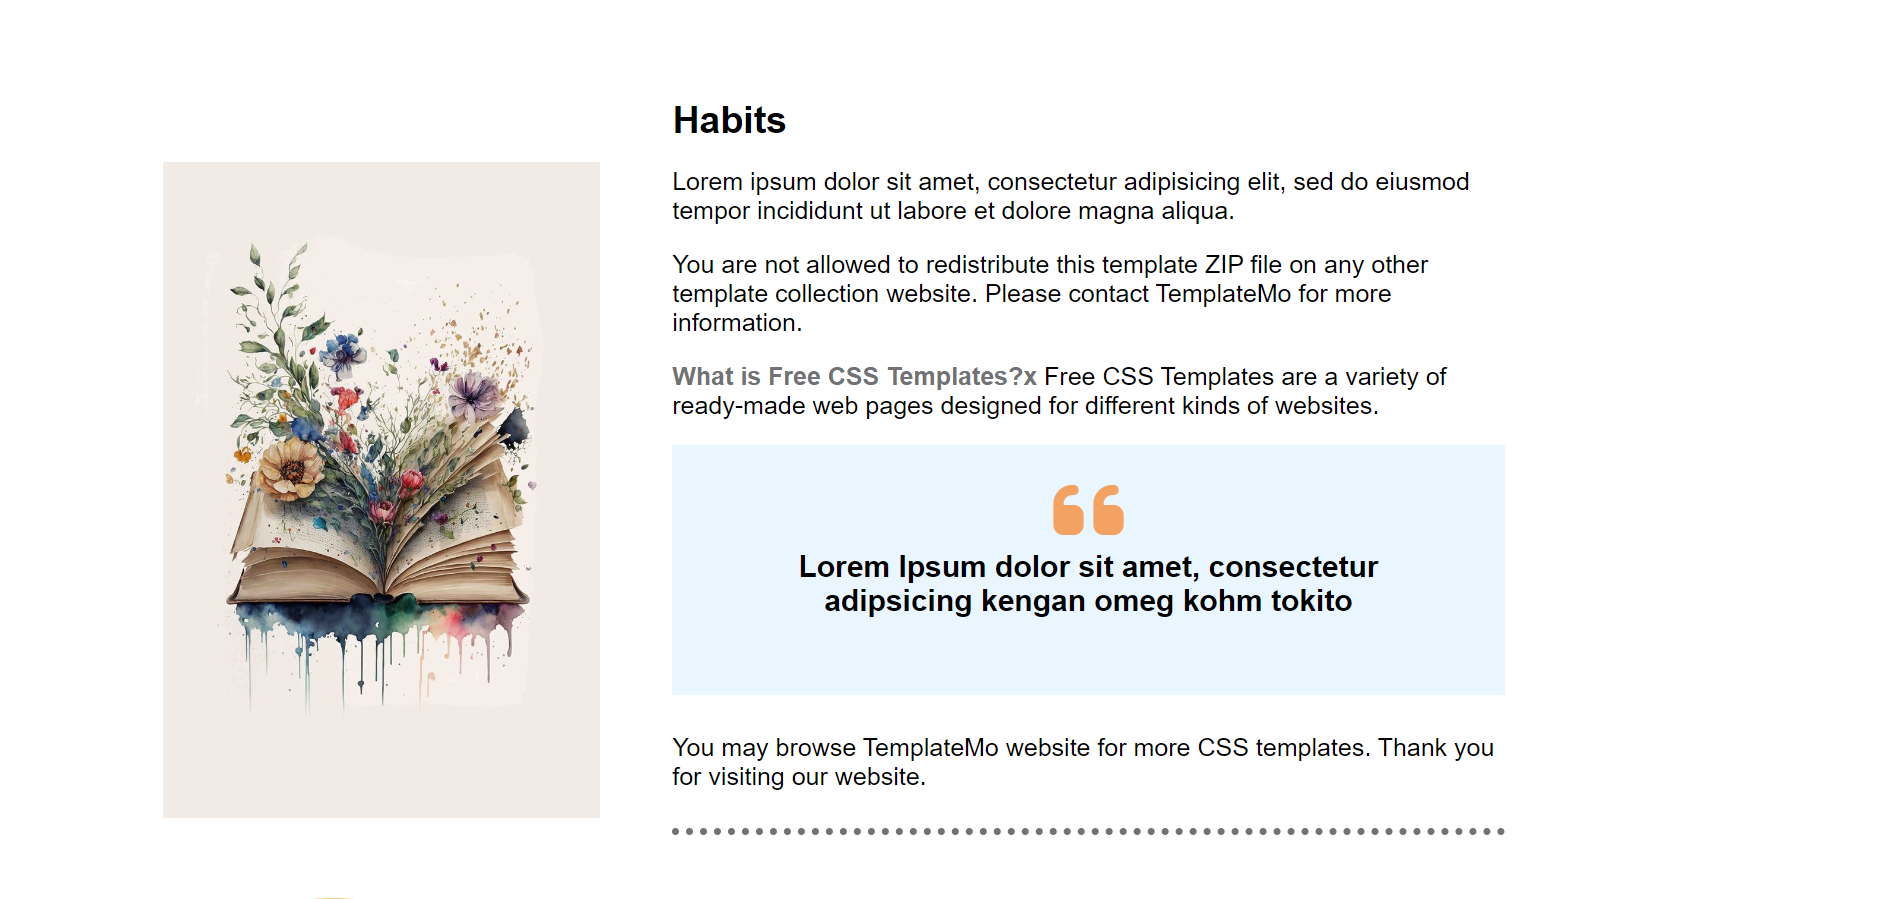 Habits
Lorem ipsum dolor sit amet, consectetur adipisicing elit, sed do eiusmod
tempor incididunt ut labore et dolore magna aliqua.
You are not allowed to redistribute this template ZIP file on any other
template collection website. Please contact TemplateMo for more
information.
What is Free CSS Templates?x Free CSS Templates are a variety of
ready-made web pages designed for different kinds of websites.
Lorem Ipsum dolor sit amet, consectetur
adipsicing kengan omeg kohm tokito
You may browse TemplateMo website for more CSS templates. Thank you
for visiting our website.